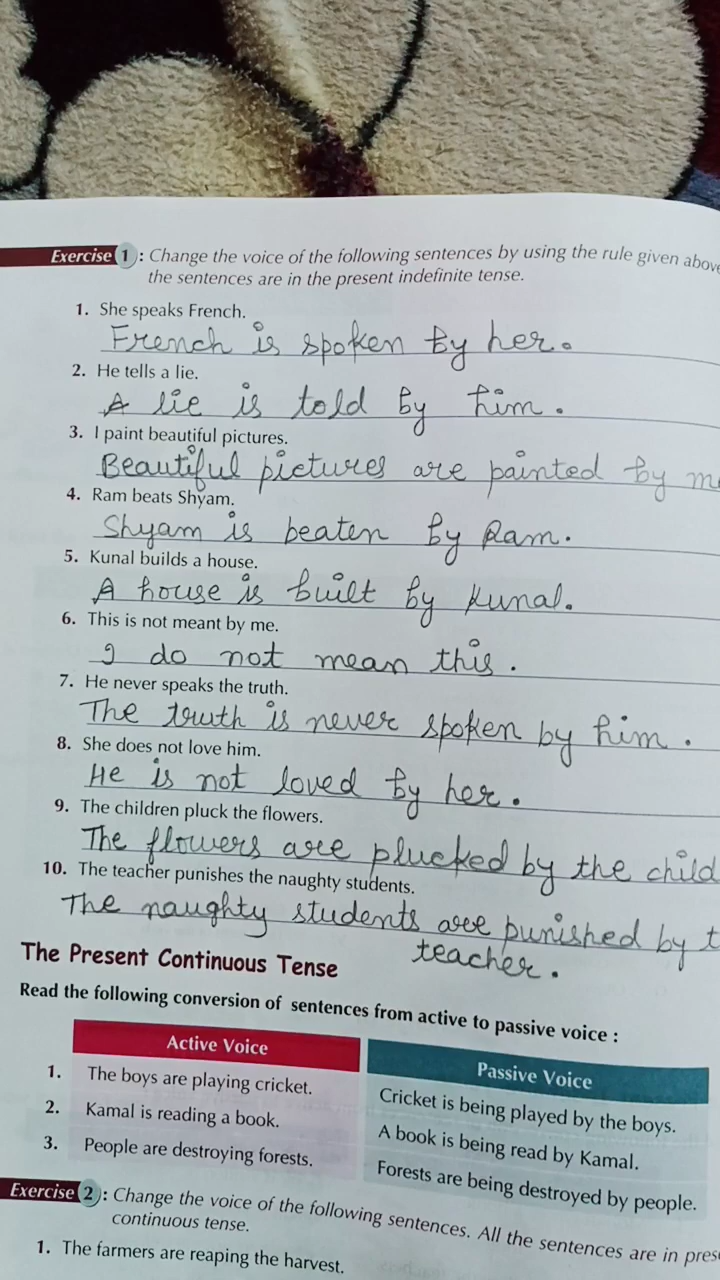 Exercise 1 : Change the voice of the following sentences by using the rule given above
the sentences are in the present indefinite tense.
1. She speaks French.
French is spoken by her.
2. He tells a lie.
A lie is told by him.
3. I paint beautiful pictures.
Beautiful pictures are painted by me
4. Ram beats Shyam.
Shyam is beaten by Ram.
5. Kunal builds a house.
A house is built by Kunal.
6. This is not meant by me.
I do not mean this.
7. He never speaks the truth.
The truth is never spoken by him.
8. She does not love him.
He is not loved by her.
9. The children pluck the flowers.
The flowers are plucked by the child
10. The teacher punishes the naughty students.
The naughty students are punished by t
teacher.
The Present Continuous Tense
Read the following conversion of sentences from active to passive voice :
Active Voice
Passive Voice
1. The boys are playing cricket.
Cricket is being played by the boys.
2. Kamal is reading a book.
A book is being read by Kamal.
3. People are destroying forests.
Forests are being destroyed by people.
Exercise 2 : Change the voice of the following sentences. All the sentences are in pres
continuous tense.
1. The farmers are reaping the harvest.